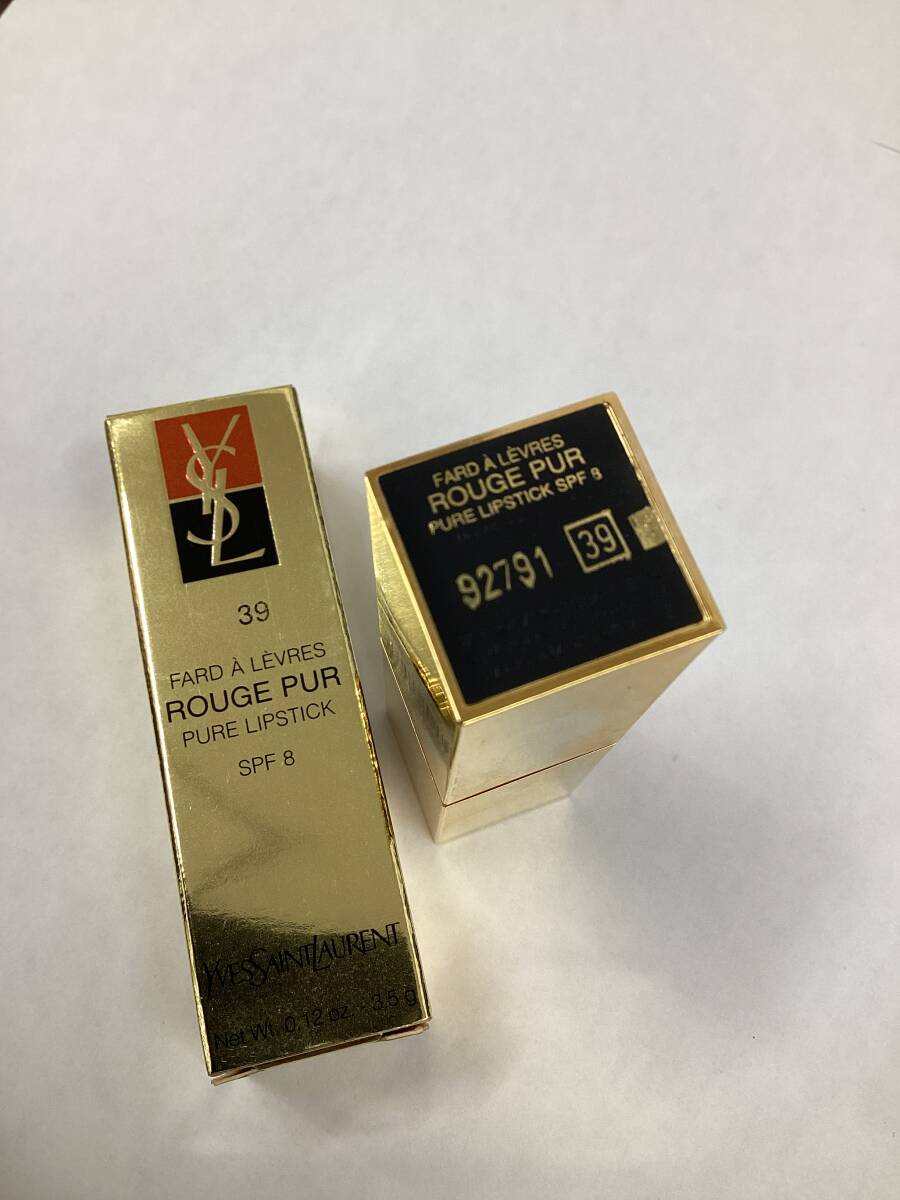 YSL
39
FARD À LÈVRES
ROUGE PUR
PURE LIPSTICK
SPF 8
YVESSAINTLAURENT
Net Wt. 0.12 oz. - 3.5 g
FARD À LÈVRES
ROUGE PUR
PURE LIPSTICK SPF 8
92791 39